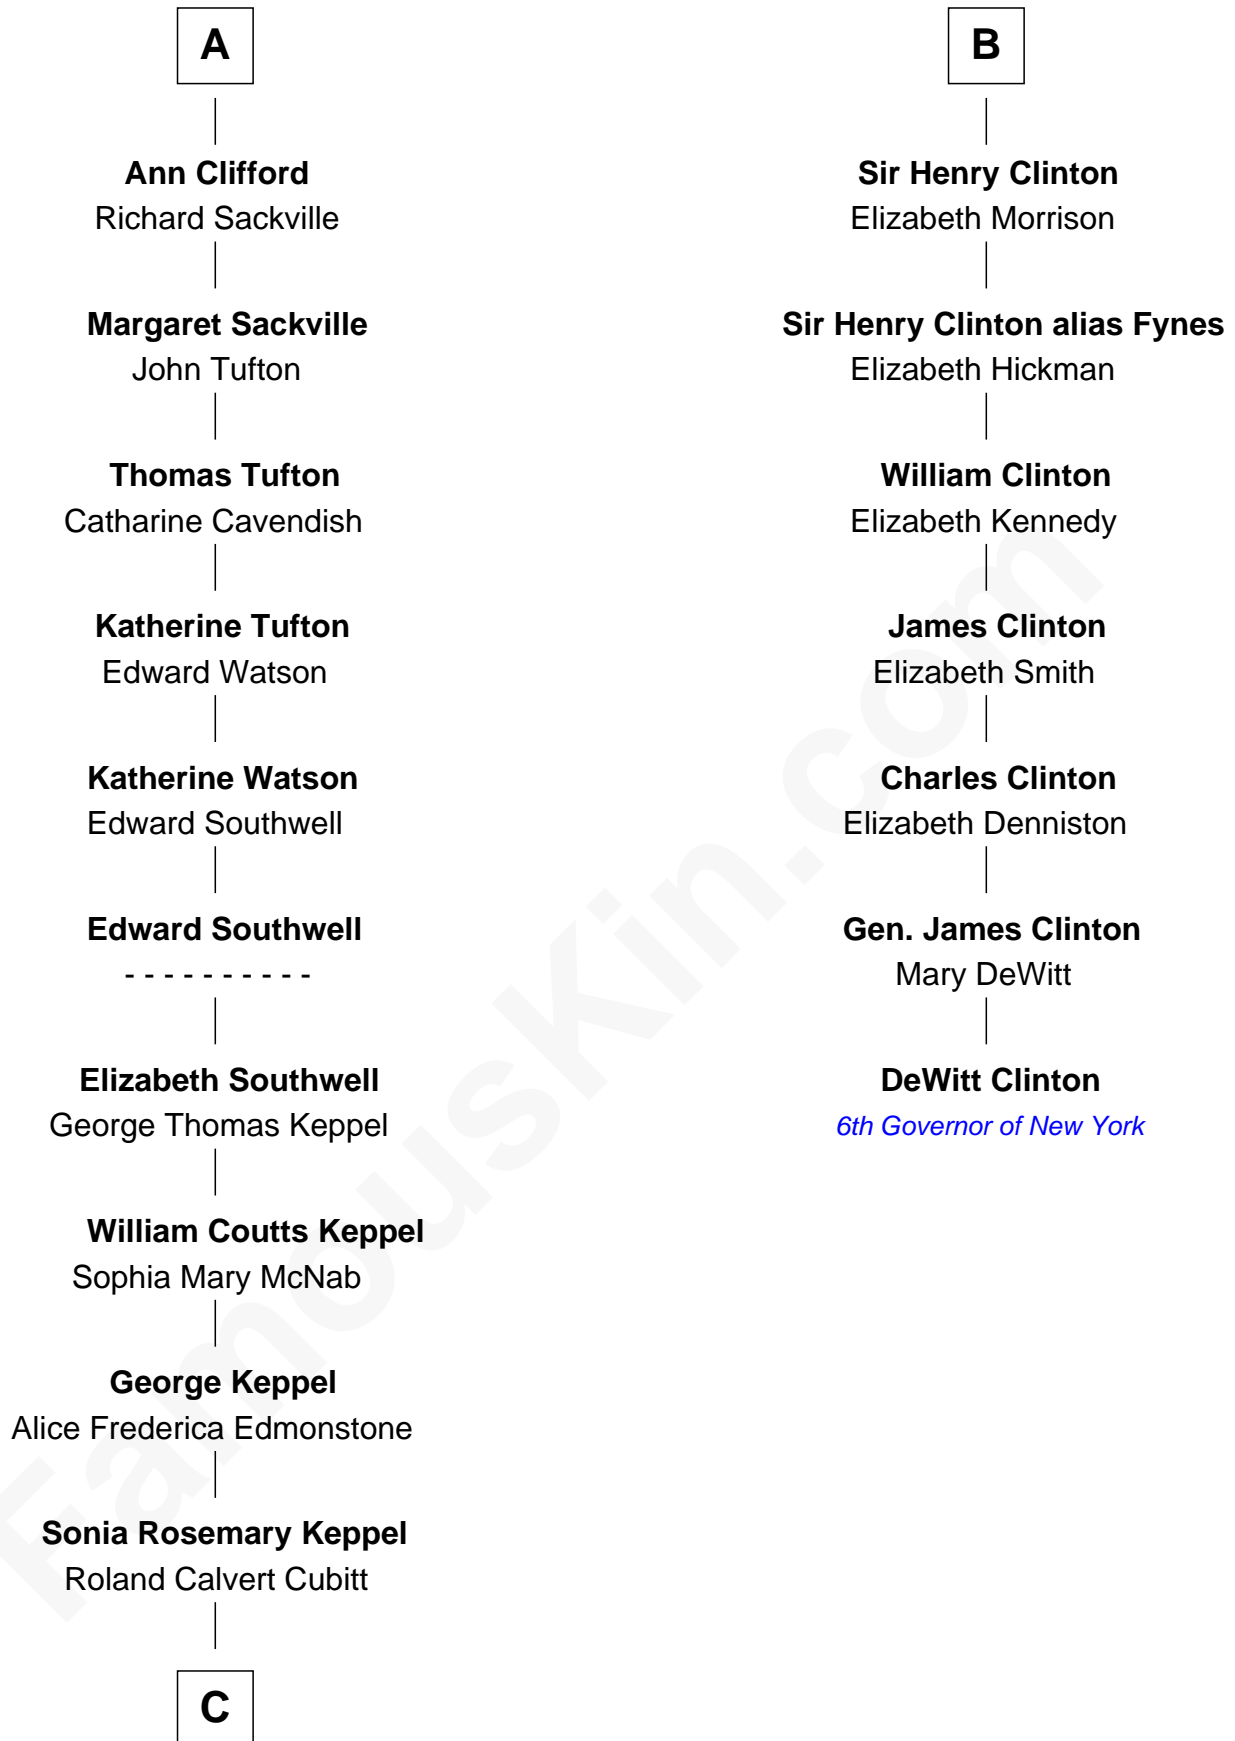 A
Ann Clifford
Richard Sackville
Margaret Sackville
John Tufton
Thomas Tufton
Catharine Cavendish
Katherine Tufton
Edward Watson
Katherine Watson
Edward Southwell
Edward Southwell
- - - - - - - - - -
Elizabeth Southwell
George Thomas Keppel
William Coutts Keppel
Sophia Mary McNab
George Keppel
Alice Frederica Edmonstone
Sonia Rosemary Keppel
Roland Calvert Cubitt
C
B
Sir Henry Clinton
Elizabeth Morrison
Sir Henry Clinton alias Fynes
Elizabeth Hickman
William Clinton
Elizabeth Kennedy
James Clinton
Elizabeth Smith
Charles Clinton
Elizabeth Denniston
Gen. James Clinton
Mary DeWitt
DeWitt Clinton
6th Governor of New York
FamousKin.com